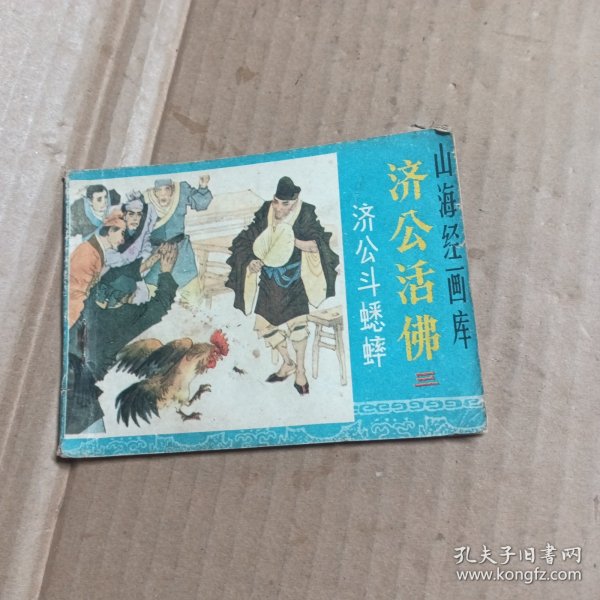 山海经画库
济公活佛
三
济公斗蟋蟀
孔夫子旧书网
www.kongfz.com